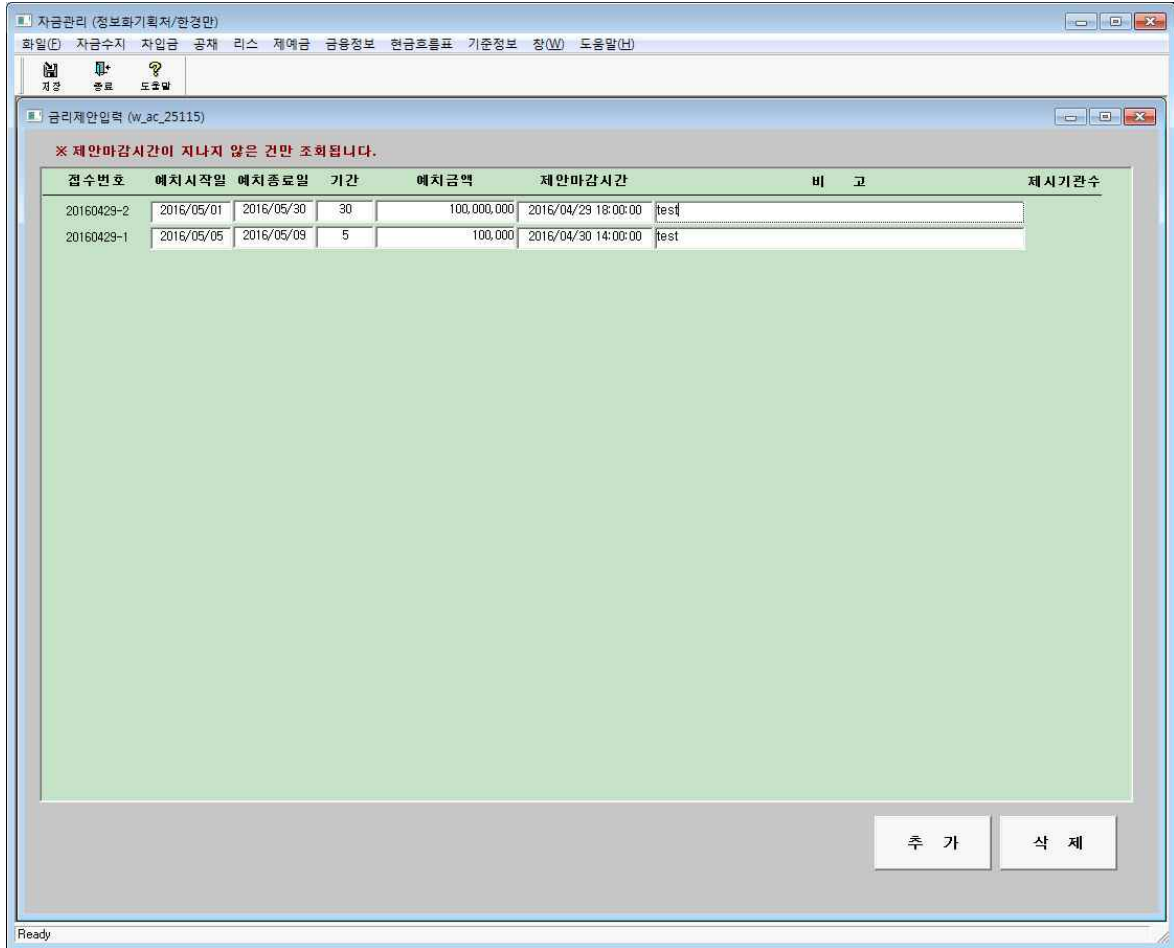 자금관리 (정보화기획처/한경만)
화일(F) 자금수지 차입금 공채 리스 제예금 금융정보 현금흐름표 기준정보 창(W) 도움말(H)
저장 종료 도움말
금리제안입력 (w_ac_25115)
※ 제안마감시간이 지나지 않은 건만 조회됩니다.
접수번호 예치시작일 예치종료일 기간 예치금액 제안마감시간 비 고 제시기관수
20160429-2 2016/05/01 2016/05/30 30 100,000,000 2016/04/29 18:00:00 test
20160429-1 2016/05/05 2016/05/09 5 100,000 2016/04/30 14:00:00 test
추 가 삭 제
Ready